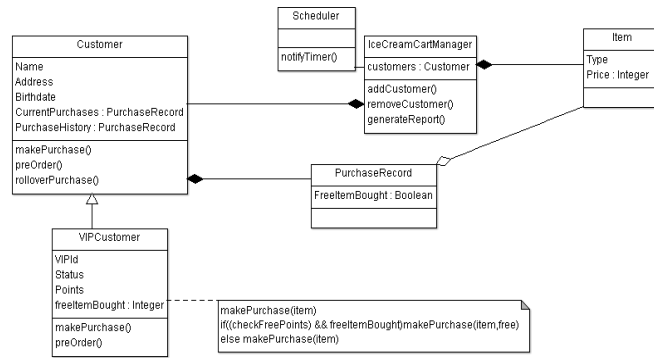 Scheduler
notifyTimer()
Customer
Name
Address
Birthdate
CurrentPurchases : PurchaseRecord
PurchaseHistory : PurchaseRecord
makePurchase()
preOrder()
rolloverPurchase()
IceCreamCartManager
customers : Customer
addCustomer()
removeCustomer()
generateReport()
Item
Type
Price : Integer
PurchaseRecord
FreeItemBought : Boolean
VIPCustomer
VIPId
Status
Points
freeItemBought : Integer
makePurchase()
preOrder()
makePurchase(item)
if((checkFreePoints) && freeItemBought)makePurchase(item,free)
else makePurchase(item)